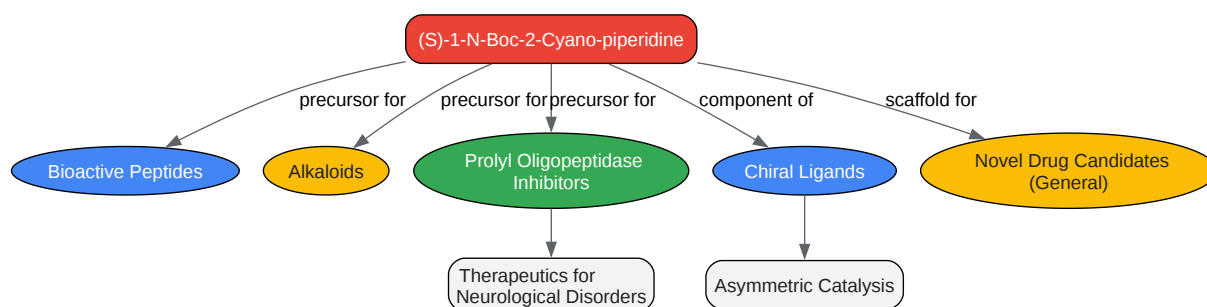 (S)-1-N-Boc-2-Cyano-piperidine
precursor for
precursor for
precursor for
component of
scaffold for
Bioactive Peptides
Alkaloids
Prolyl Oligopeptidase
Inhibitors
Chiral Ligands
Novel Drug Candidates
(General)
Therapeutics for
Neurological Disorders
Asymmetric Catalysis